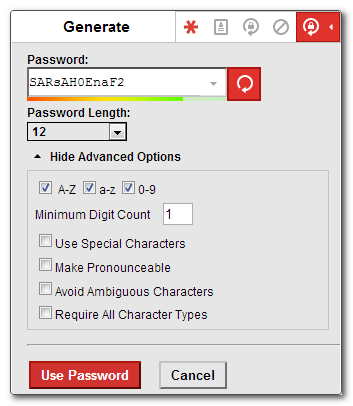 Generate
Password:
SARsAH0EnaF2
Password Length:
12
Hide Advanced Options
A-Z a-z 0-9
Minimum Digit Count 1
Use Special Characters
Make Pronounceable
Avoid Ambiguous Characters
Require All Character Types
Use Password Cancel